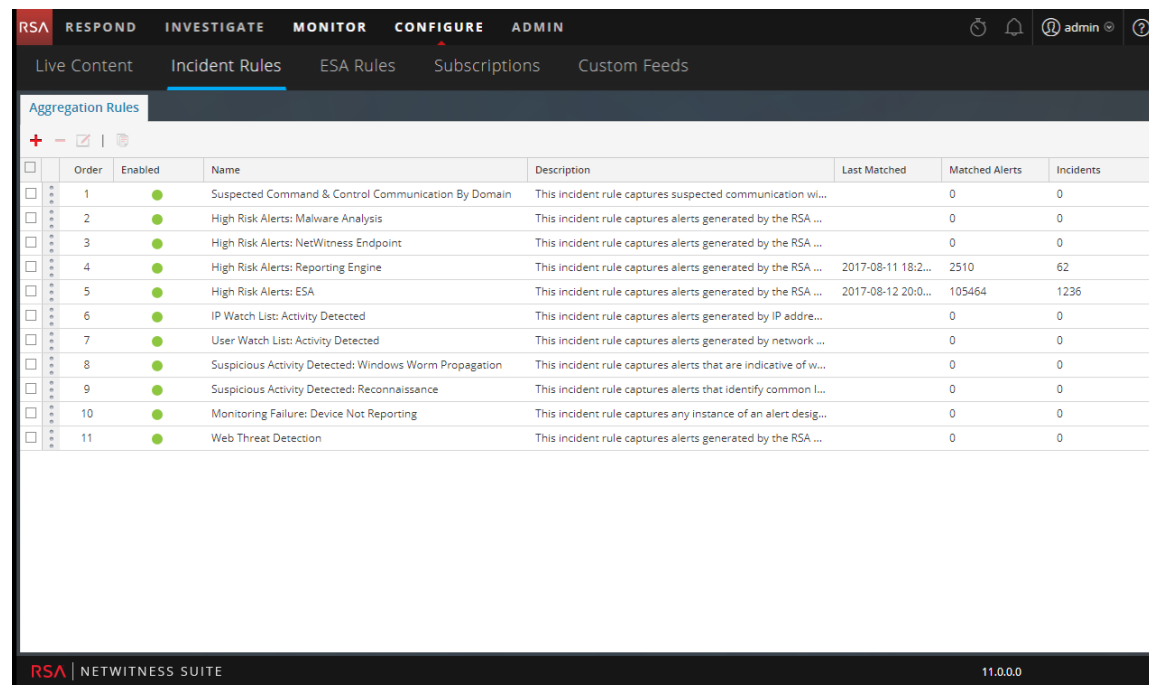 RSA RESPOND INVESTIGATE MONITOR CONFIGURE ADMIN admin ?
Live Content Incident Rules ESA Rules Subscriptions Custom Feeds
Aggregation Rules
Order Enabled Name Description Last Matched Matched Alerts Incidents
1 Suspected Command & Control Communication By Domain This incident rule captures suspected communication wi... 0 0
2 High Risk Alerts: Malware Analysis This incident rule captures alerts generated by the RSA ... 0 0
3 High Risk Alerts: NetWitness Endpoint This incident rule captures alerts generated by the RSA ... 0 0
4 High Risk Alerts: Reporting Engine This incident rule captures alerts generated by the RSA ... 2017-08-11 18:2... 2510 62
5 High Risk Alerts: ESA This incident rule captures alerts generated by the RSA ... 2017-08-12 20:0... 105464 1236
6 IP Watch List: Activity Detected This incident rule captures alerts generated by IP addre... 0 0
7 User Watch List: Activity Detected This incident rule captures alerts generated by network ... 0 0
8 Suspicious Activity Detected: Windows Worm Propagation This incident rule captures alerts that are indicative of w... 0 0
9 Suspicious Activity Detected: Reconnaissance This incident rule captures alerts that identify common I... 0 0
10 Monitoring Failure: Device Not Reporting This incident rule captures any instance of an alert desig... 0 0
11 Web Threat Detection This incident rule captures alerts generated by the RSA ... 0 0
RSA NETWITNESS SUITE 11.0.0.0